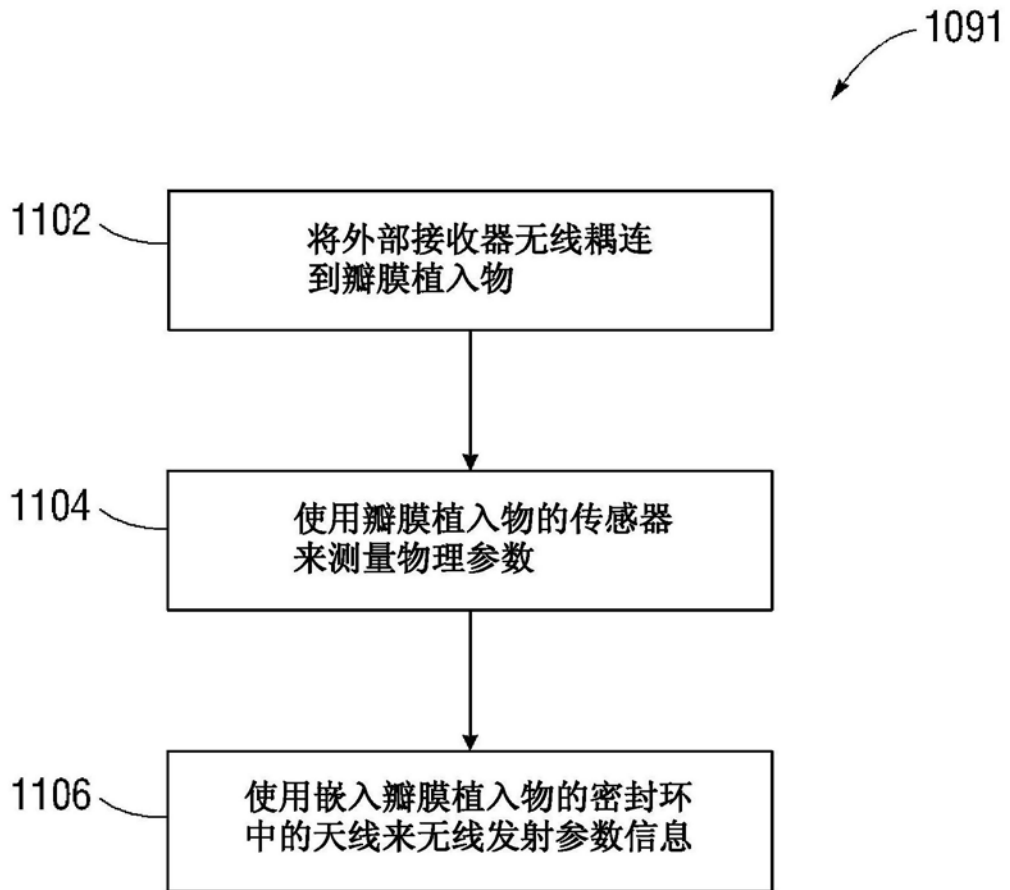 1091
1102
将外部接收器无线耦连
到瓣膜植入物
1104
使用瓣膜植入物的传感器
来测量物理参数
1106
使用嵌入瓣膜植入物的密封环
中的天线来无线发射参数信息